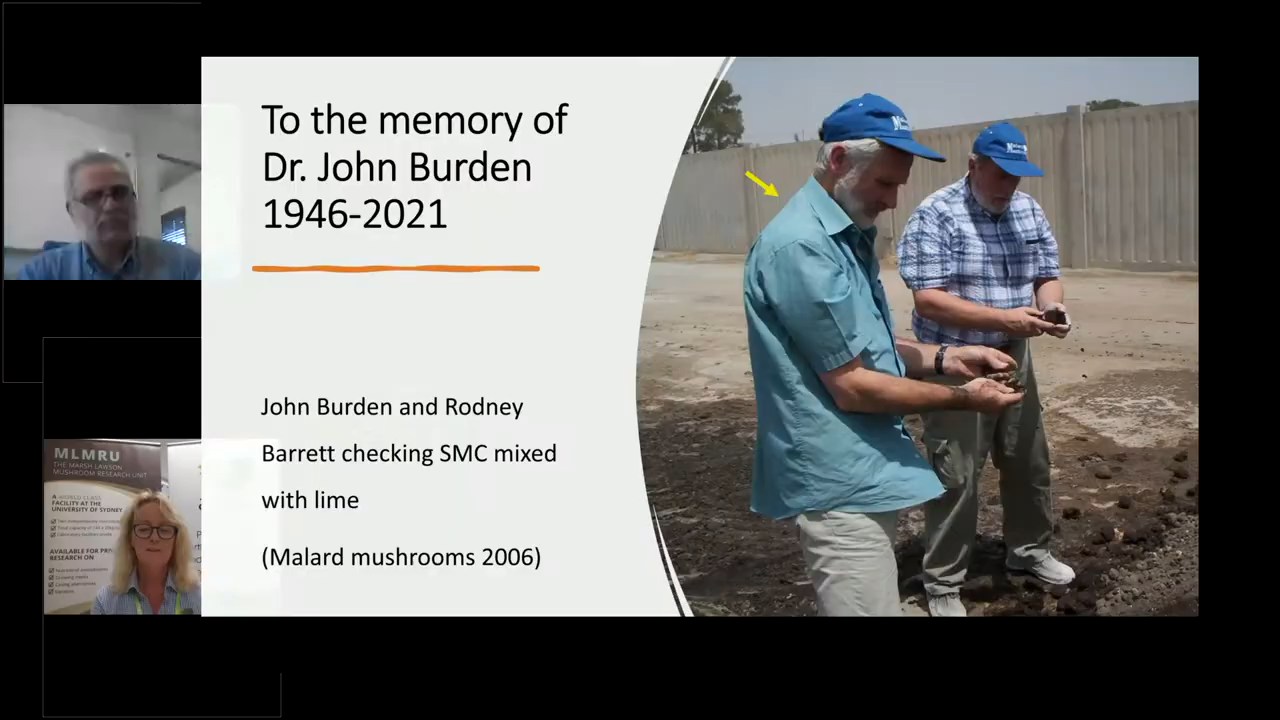 To the memory of
Dr. John Burden
1946-2021
John Burden and Rodney
Barrett checking SMC mixed
with lime
(Malard mushrooms 2006)
MLMRU
THE MARSH LAWSON
MUSHROOM RESEARCH UNIT
A WORLD CLASS
FACILITY AT THE
UNIVERSITY OF SYDNEY
AVAILABLE FOR
RESEARCH ON